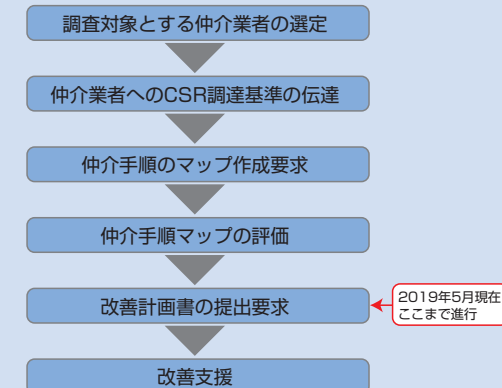 調査対象とする仲介業者の選定
仲介業者へのCSR調達基準の伝達
仲介手順のマップ作成要求
仲介手順マップの評価
改善計画書の提出要求
2019年5月現在
ここまで進行
改善支援